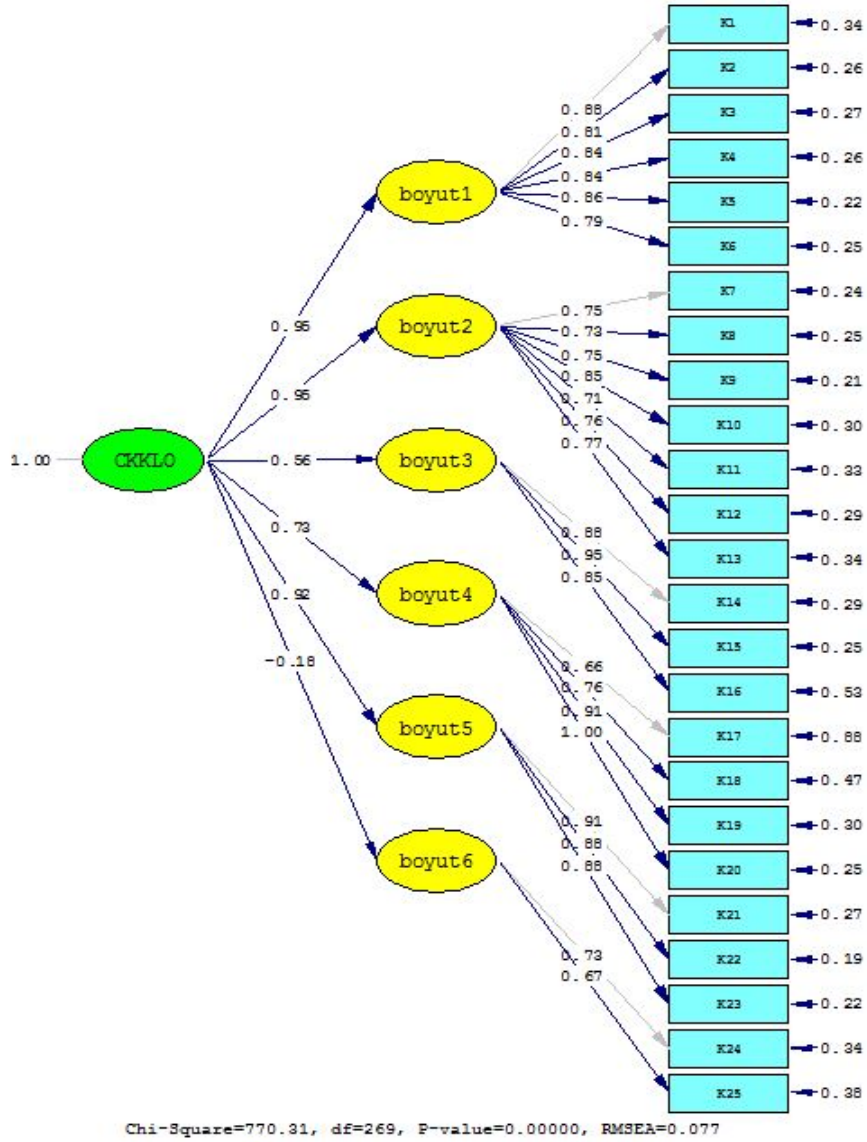 1.00
CKKLO
0.95
0.95
0.96
0.73
0.92
-0.18
boyut1
boyut2
boyut3
boyut4
boyut5
boyut6
0.88
0.81
0.84
0.84
0.86
0.79
0.75
0.73
0.75
0.85
0.71
0.76
0.77
0.88
0.95
0.85
0.66
0.76
0.91
1.00
0.91
0.88
0.88
0.73
0.67
K1 0.34
K2 0.26
K3 0.27
K4 0.26
K5 0.22
K6 0.25
K7 0.24
K8 0.25
K9 0.21
K10 0.30
K11 0.33
K12 0.29
K13 0.34
K14 0.29
K15 0.25
K16 0.53
K17 0.88
K18 0.47
K19 0.30
K20 0.25
K21 0.27
K22 0.19
K23 0.22
K24 0.34
K25 0.38
Chi-Square=770.31, df=269, P-value=0.00000, RMSEA=0.077